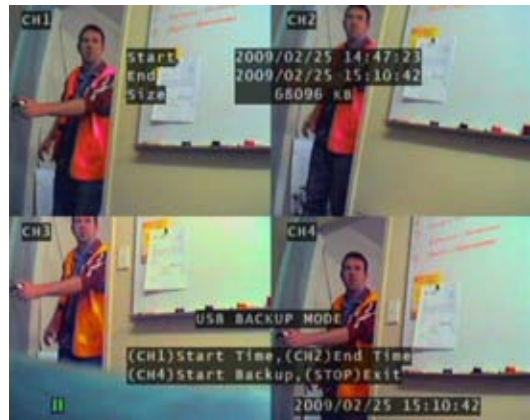 CH1
CH2
Start 2009/02/25 14:47:23
End 2009/02/25 15:10:42
Size 68096 KB
CH3
CH4
USB BACKUP MODE
(CH1)Start Time,(CH2)End Time
(CH4)Start Backup,(STOP)Exit
2009/02/25 15:10:42